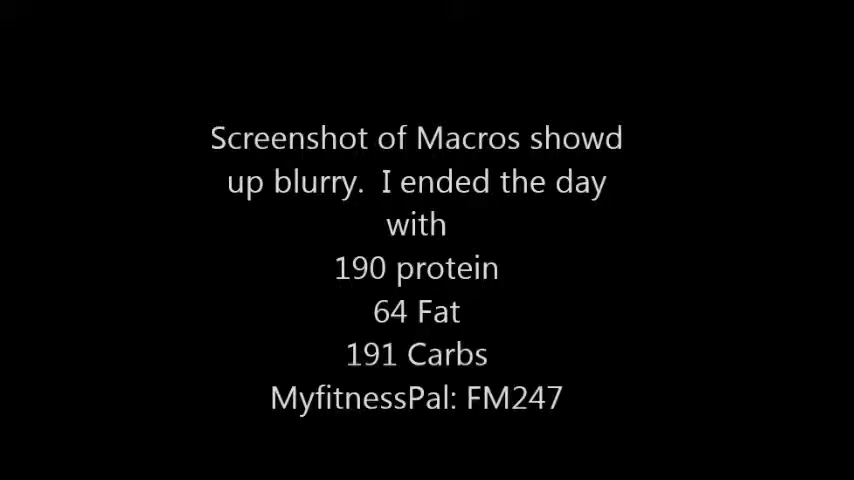 Screenshot of Macros showd
up blurry.  I ended the day
with
190 protein
64 Fat
191 Carbs
MyfitnessPal: FM247